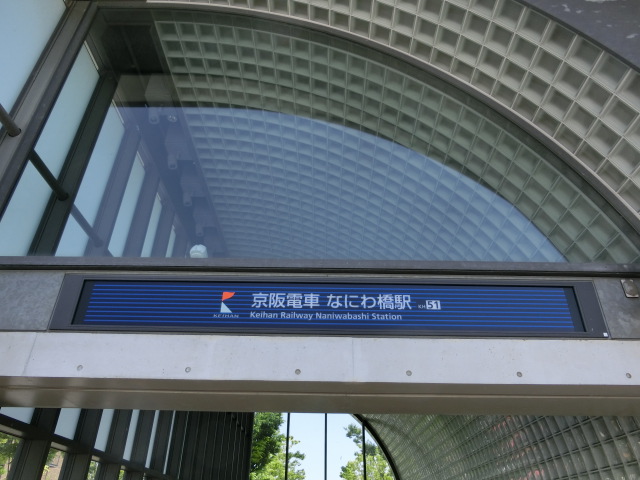 京阪電車 なにわ橋駅 KH 51
KEIHAN
Keihan Railway Naniwabashi Station